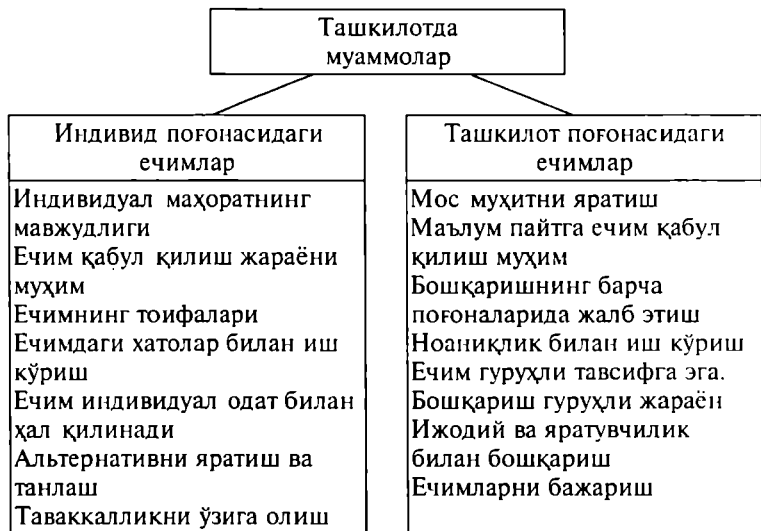 Ташкилотда
муаммолар
Индивид поғонасидаги
ечимлар
Индивидуал маҳоратнинг
мавжудлиги
Ечим қабул қилиш жараёни
муҳим
Ечимнинг тоифалари
Ечимдаги хатолар билан иш
кўриш
Ечим индивидуал одат билан
ҳал қилинади
Альтернативни яратиш ва
танлаш
Таваккалликни ўзига олиш
Ташкилот поғонасидаги
ечимлар
Мос муҳитни яратиш
Маълум пайтга ечим қабул
қилиш муҳим
Бошқаришнинг барча
поғоналарида жалб этиш
Ноаниқлик билан иш кўриш
Ечим гуруҳли тавсифга эга.
Бошқариш гуруҳли жараён
Ижодий ва яратувчилик
билан бошқариш
Ечимларни бажариш